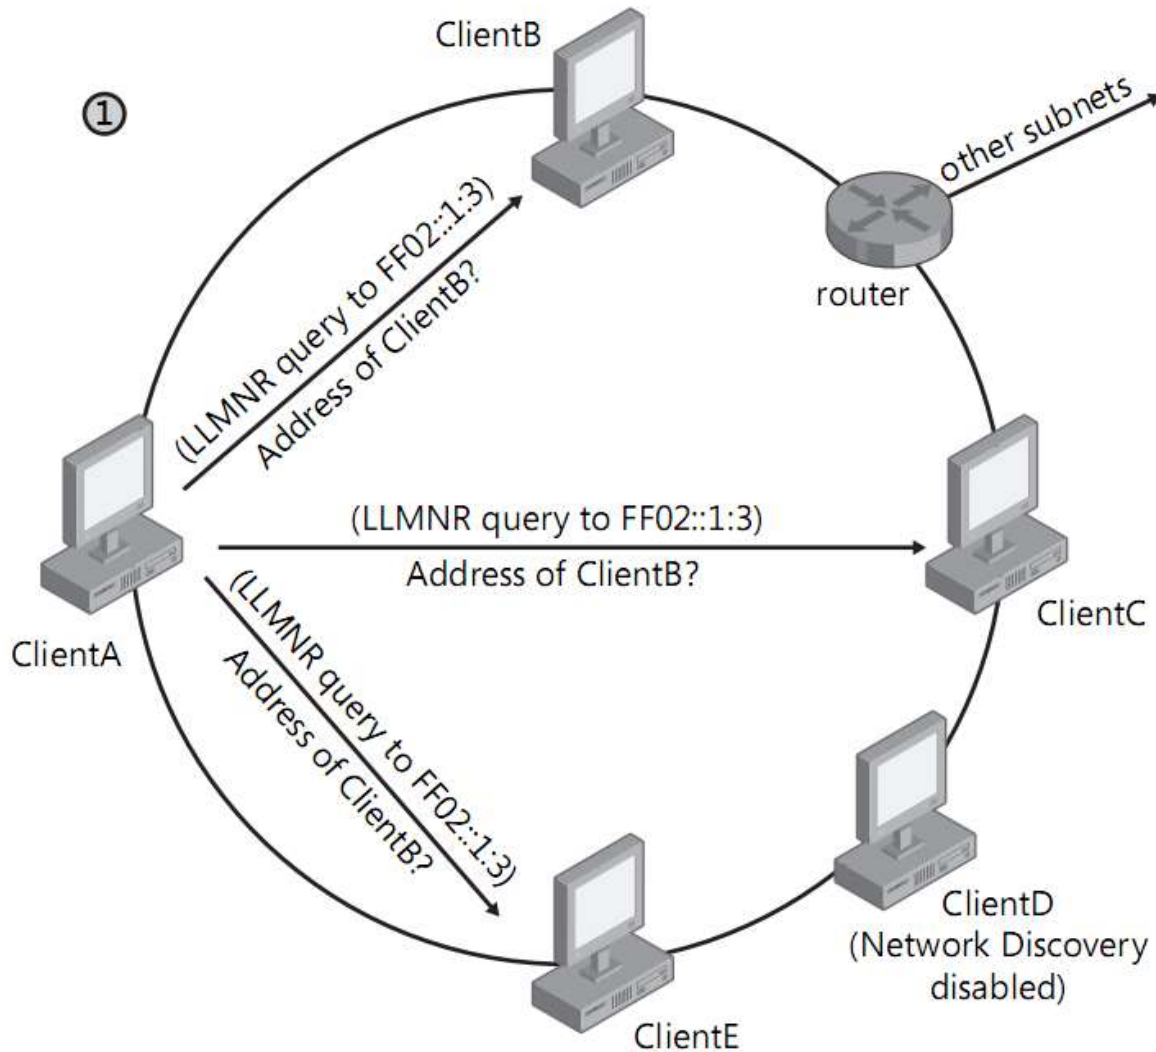 ClientB
1
other subnets
(LLMNR query to FF02::1:3)
Address of ClientB?
router
(LLMNR query to FF02::1:3)
Address of ClientB?
ClientC
ClientA
(LLMNR query to FF02::1:3)
Address of ClientB?
ClientD
(Network Discovery
disabled)
ClientE